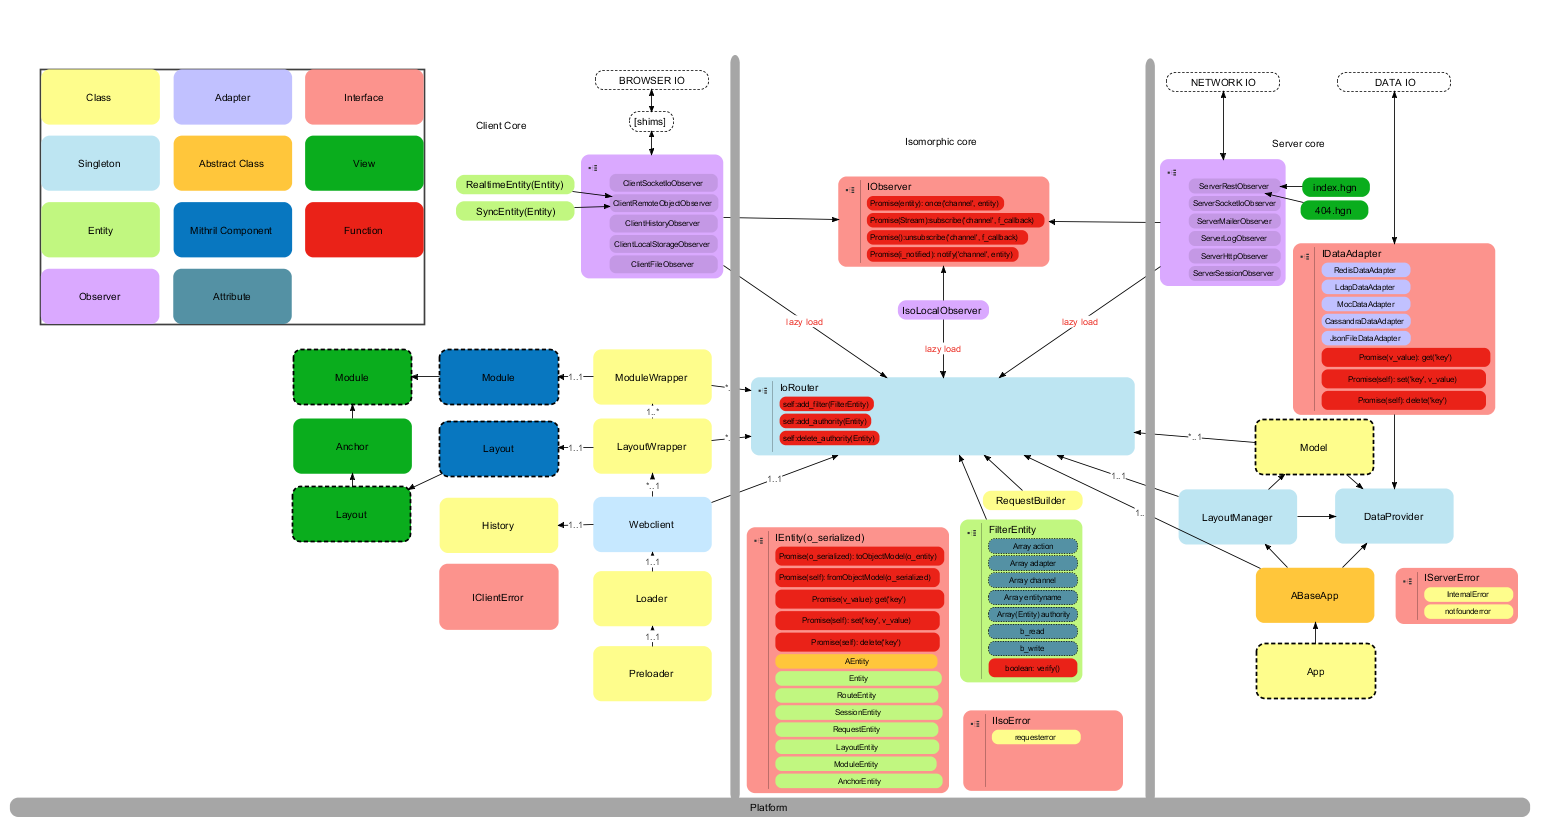 Class
Adapter
Interface
Singleton
Abstract Class
View
Entity
Mithril Component
Function
Observer
Attribute
Client Core
BROWSER IO
[shims]
RealtimeEntity(Entity)
SyncEntity(Entity)
ClientSocketIoObserver
ClientRemoteObjectObserver
ClientHistoryObserver
ClientLocalStorageObserver
ClientFileObserver
lazy load
Module
Module
1..1
ModuleWrapper
*..
1..*
Anchor
Layout
1..1
LayoutWrapper
*..
*..1
Layout
History
1..1
Webclient
1..1
1..1
IClientError
Loader
1..1
Preloader
Isomorphic core
IObserver
Promise(entity): once('channel', entity)
Promise(Stream):subscribe('channel', f_callback)
Promise():unsubscribe('channel', f_callback)
Promise(i_notified): notify('channel', entity)
IsoLocalObserver
lazy load
lazy load
IoRouter
self:add_filter(FilterEntity)
self:add_authority(Entity)
self:delete_authority(Entity)
RequestBuilder
IEntity(o_serialized)
Promise(o_serialized): toObjectModel(o_entity)
Promise(self): fromObjectModel(o_serialized)
Promise(v_value): get('key')
Promise(self): set('key', v_value)
Promise(self): delete('key')
AEntity
Entity
RouteEntity
SessionEntity
RequestEntity
LayoutEntity
ModuleEntity
AnchorEntity
FilterEntity
Array action
Array adapter
Array channel
Array entityname
Array(Entity) authority
b_read
b_write
boolean: verify()
IIsoError
requesterror
NETWORK IO
DATA IO
Server core
ServerRestObserver
ServerSocketIoObserver
ServerMailerObserver
ServerLogObserver
ServerHttpObserver
ServerSessionObserver
index.hgn
404.hgn
IDataAdapter
RedisDataAdapter
LdapDataAdapter
MocDataAdapter
CassandraDataAdapter
JsonFileDataAdapter
Promise(v_value): get('key')
Promise(self): set('key', v_value)
Promise(self): delete('key')
*..1
Model
1..1
1..
LayoutManager
DataProvider
ABaseApp
App
IServerError
InternalError
notfounderror
Platform